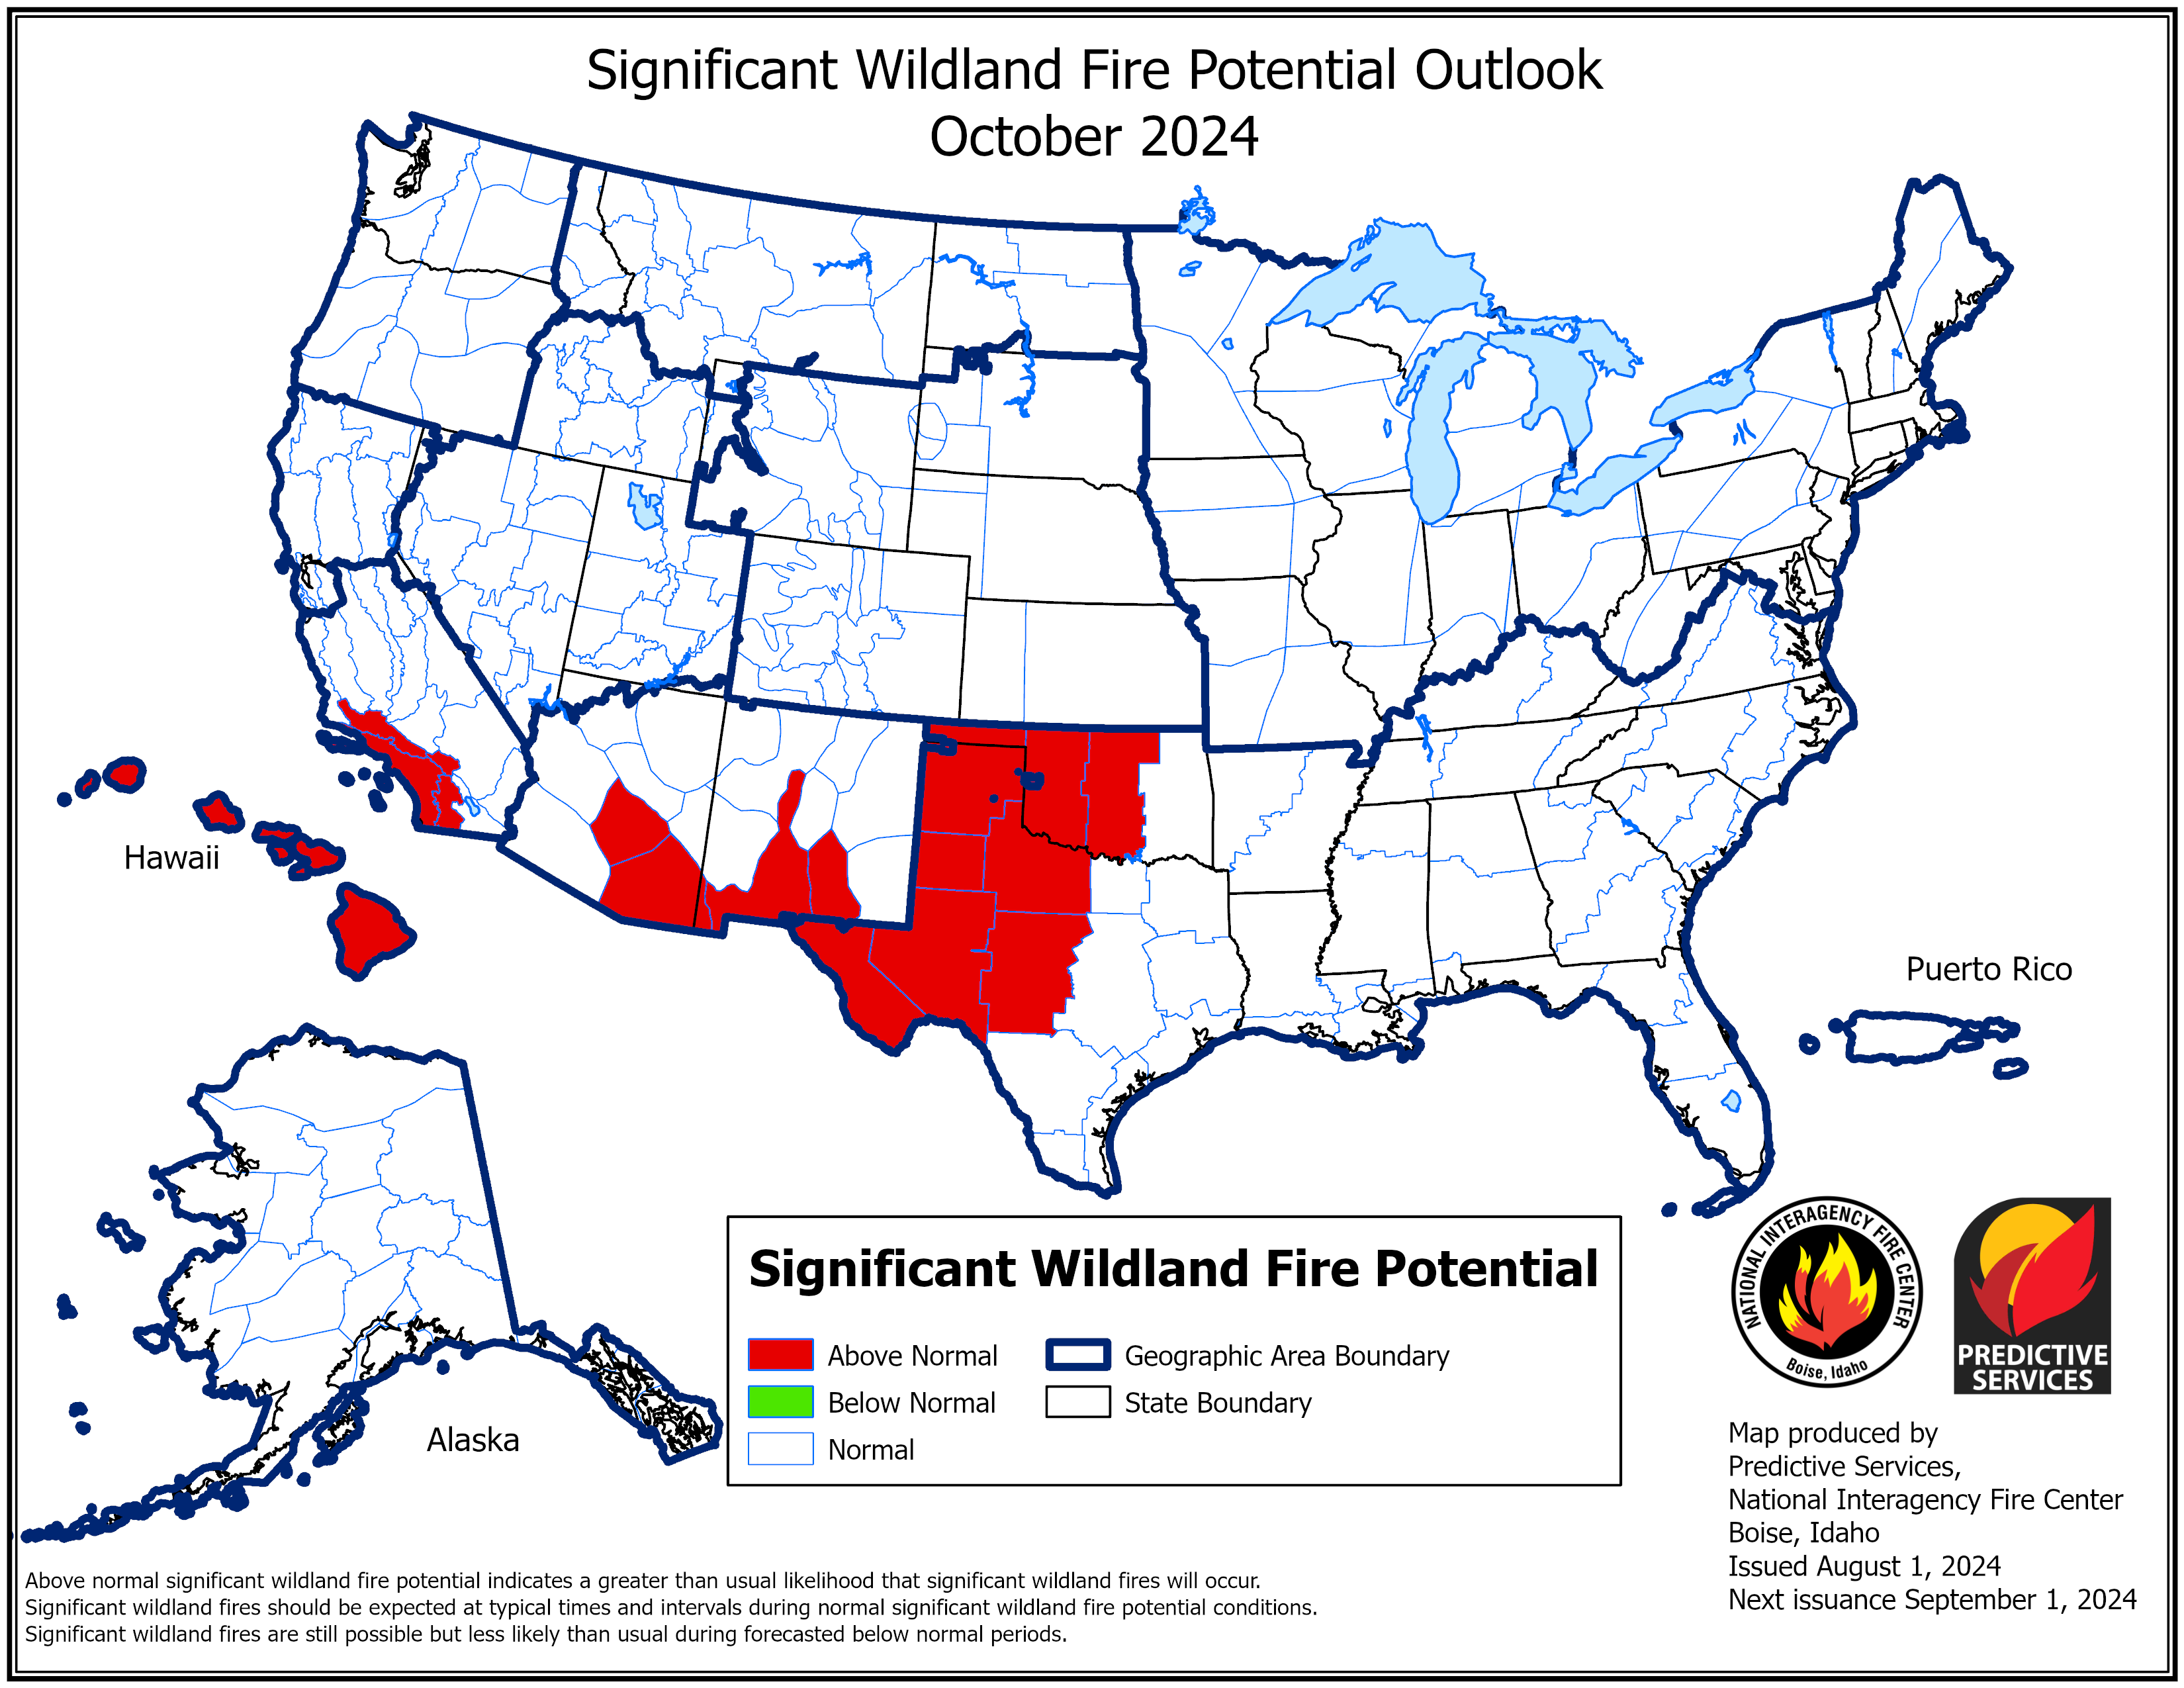 Significant Wildland Fire Potential Outlook
October 2024
Hawaii
Puerto Rico
Alaska
Significant Wildland Fire Potential
Above Normal
Below Normal
Normal
Geographic Area Boundary
State Boundary
NATIONAL INTERAGENCY FIRE CENTER
Boise, Idaho
PREDICTIVE
SERVICES
Map produced by
Predictive Services,
National Interagency Fire Center
Boise, Idaho
Issued August 1, 2024
Next issuance September 1, 2024
Above normal significant wildland fire potential indicates a greater than usual likelihood that significant wildland fires will occur.
Significant wildland fires should be expected at typical times and intervals during normal significant wildland fire potential conditions.
Significant wildland fires are still possible but less likely than usual during forecasted below normal periods.